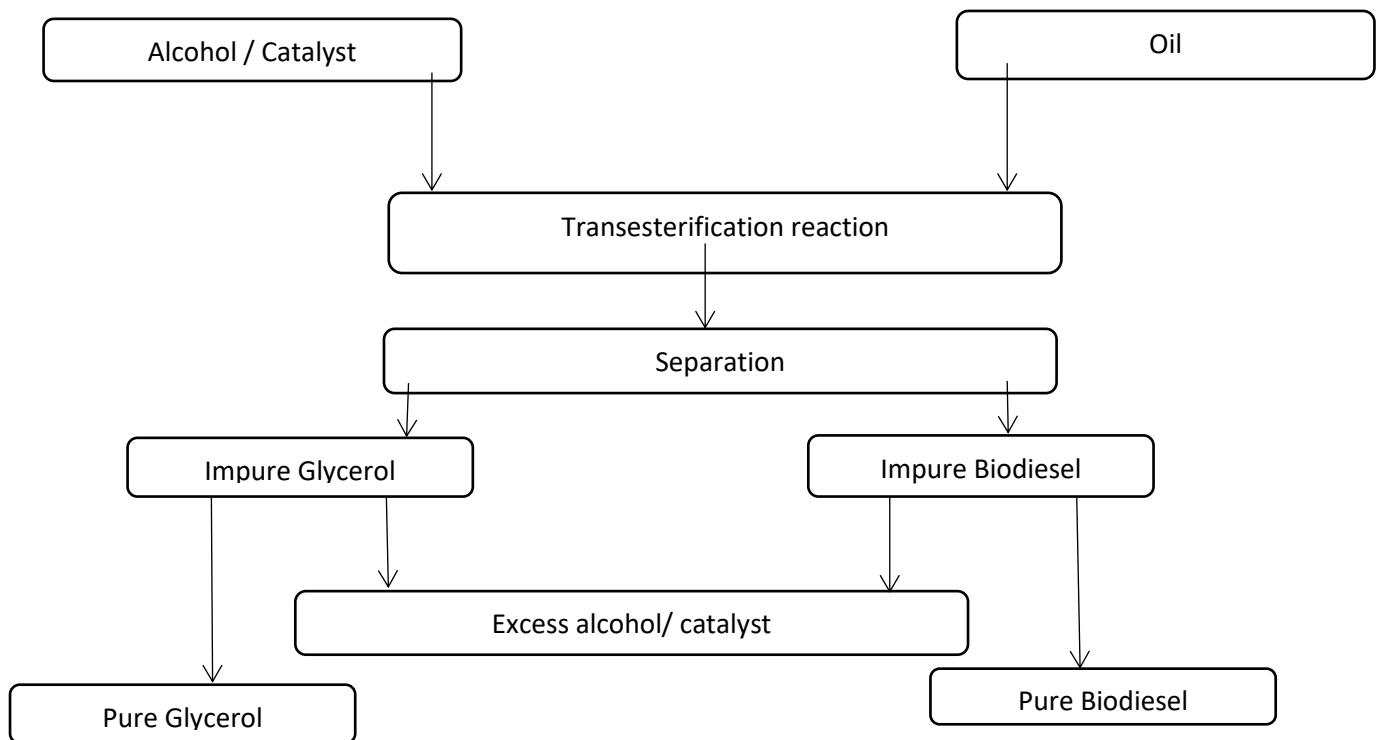 Alcohol / Catalyst
Oil
Transesterification reaction
Separation
Impure Glycerol
Impure Biodiesel
Excess alcohol/ catalyst
Pure Glycerol
Pure Biodiesel